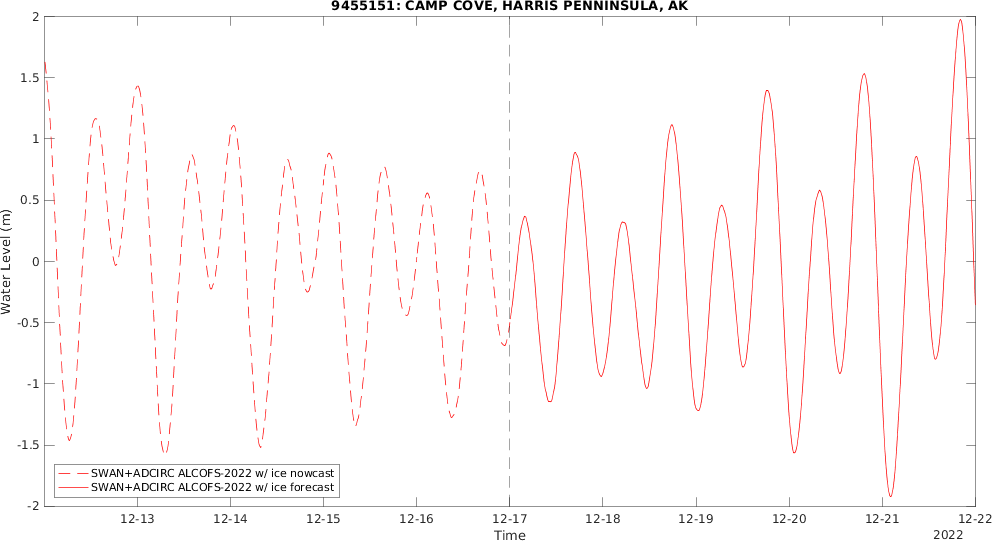 9455151: CAMP COVE, HARRIS PENNINSULA, AK
2
1.5
1
0.5
0
-0.5
-1
-1.5
-2
Water Level (m)
SWAN+ADCIRC ALCOFS-2022 w/ ice nowcast
SWAN+ADCIRC ALCOFS-2022 w/ ice forecast
12-13 12-14 12-15 12-16 12-17 12-18 12-19 12-20 12-21 12-22
Time
2022